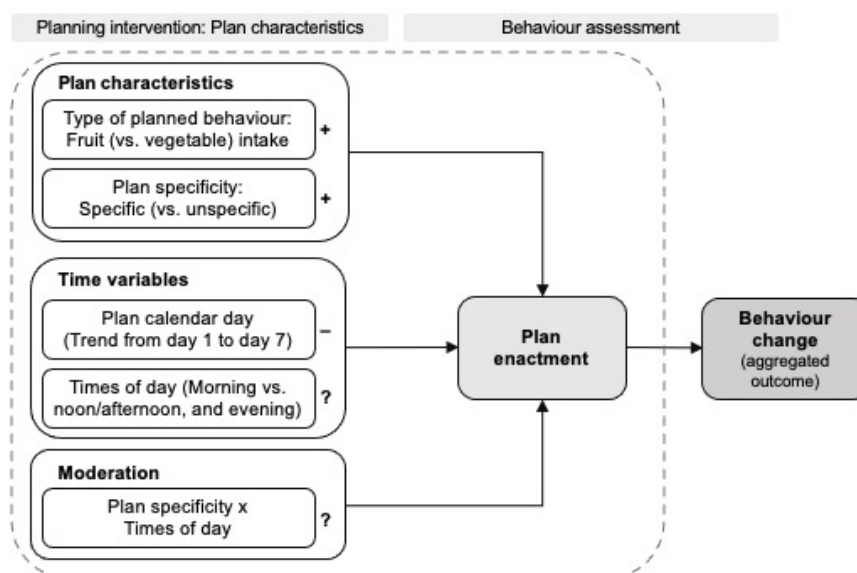 Planning intervention: Plan characteristics
Behaviour assessment
Plan characteristics
Type of planned behaviour:
Fruit (vs. vegetable) intake
+
Plan specificity:
Specific (vs. unspecific)
+
Time variables
Plan calendar day
(Trend from day 1 to day 7)
–
Times of day (Morning vs.
noon/afternoon, and evening)
?
Moderation
Plan specificity x
Times of day
?
Plan
enactment
Behaviour
change
(aggregated
outcome)